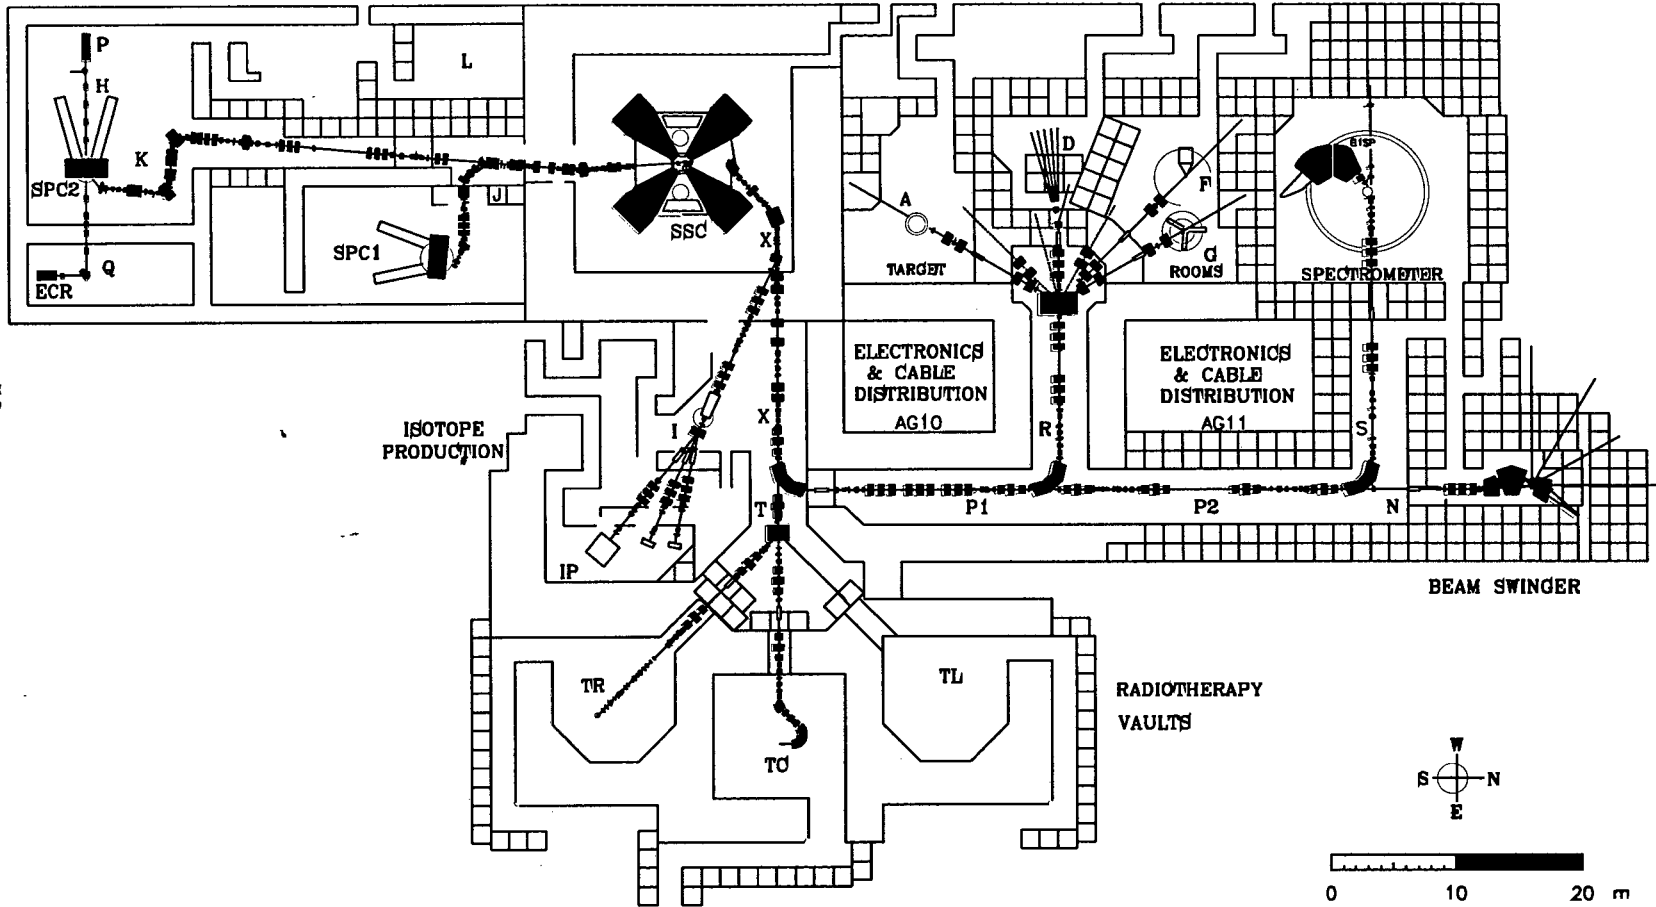 P
H
L
K
SPC2
J
Q
ECR
SPC1
SSC
X
D
A
F
G
TARGET
ROOMS
SPECTROMETER
ELECTRONICS
& CABLE
DISTRIBUTION
AG10
ELECTRONICS
& CABLE
DISTRIBUTION
AG11
ISOTOPE
PRODUCTION
I
X
R
S
T
P1
P2
N
IP
BEAM SWINGER
TR
TC
TL
RADIOTHERAPY
VAULTS
W
S
N
E
0 10 20 m